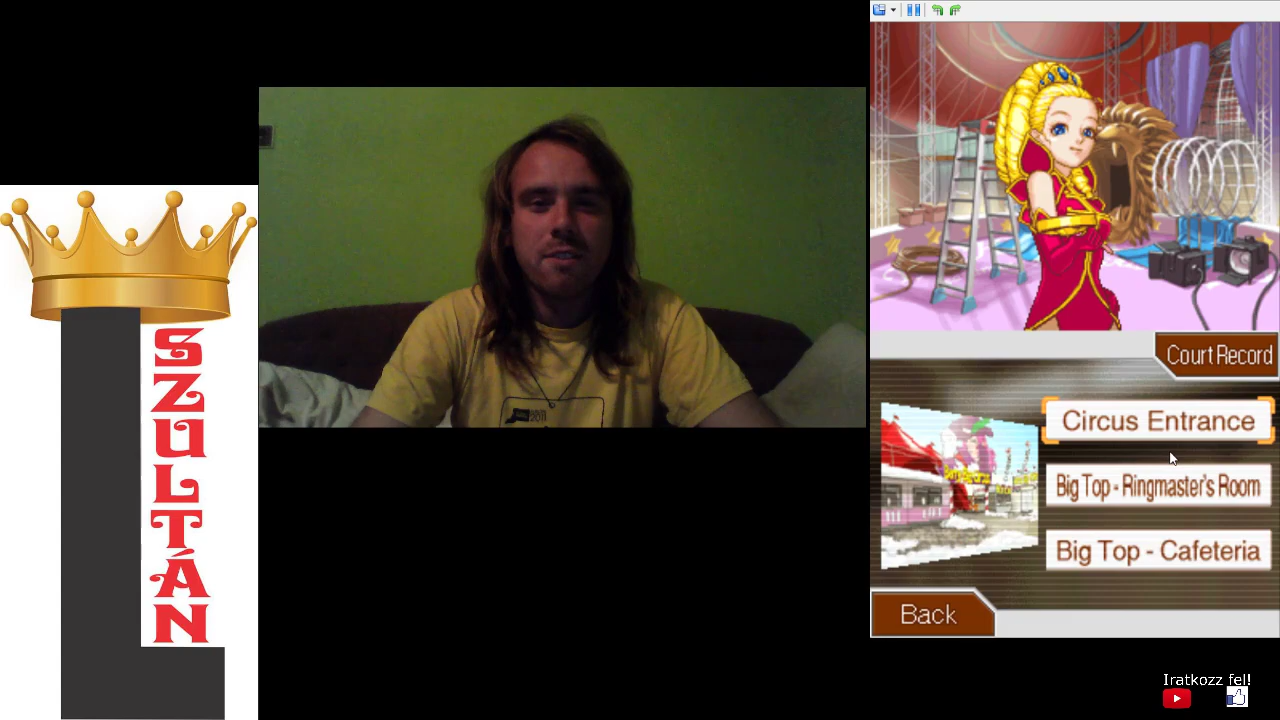 SZULTÁN
Court Record
Circus Entrance
Big Top - Ringmaster's Room
Big Top - Cafeteria
Back
Iratkozz fel!